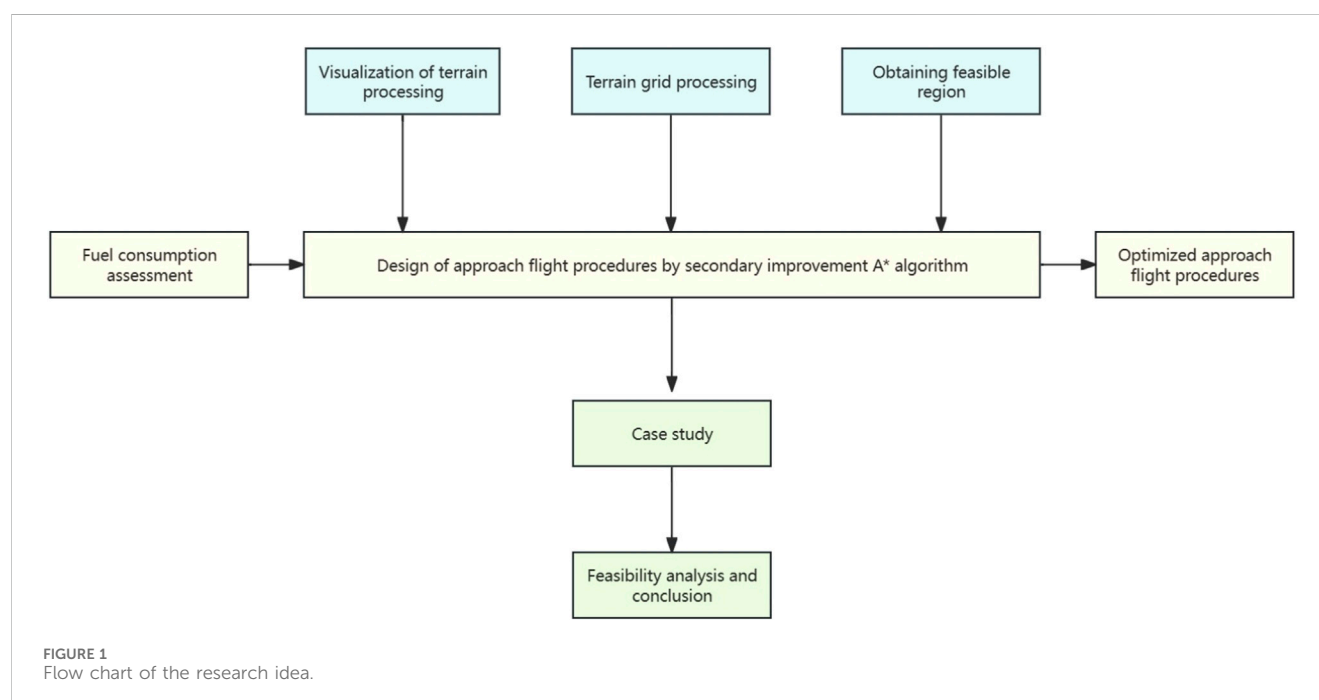 Visualization of terrain
processing
Terrain grid processing
Obtaining feasible
region
Fuel consumption
assessment
Design of approach flight procedures by secondary improvement A* algorithm
Optimized approach
flight procedures
Case study
Feasibility analysis and
conclusion
FIGURE 1
Flow chart of the research idea.